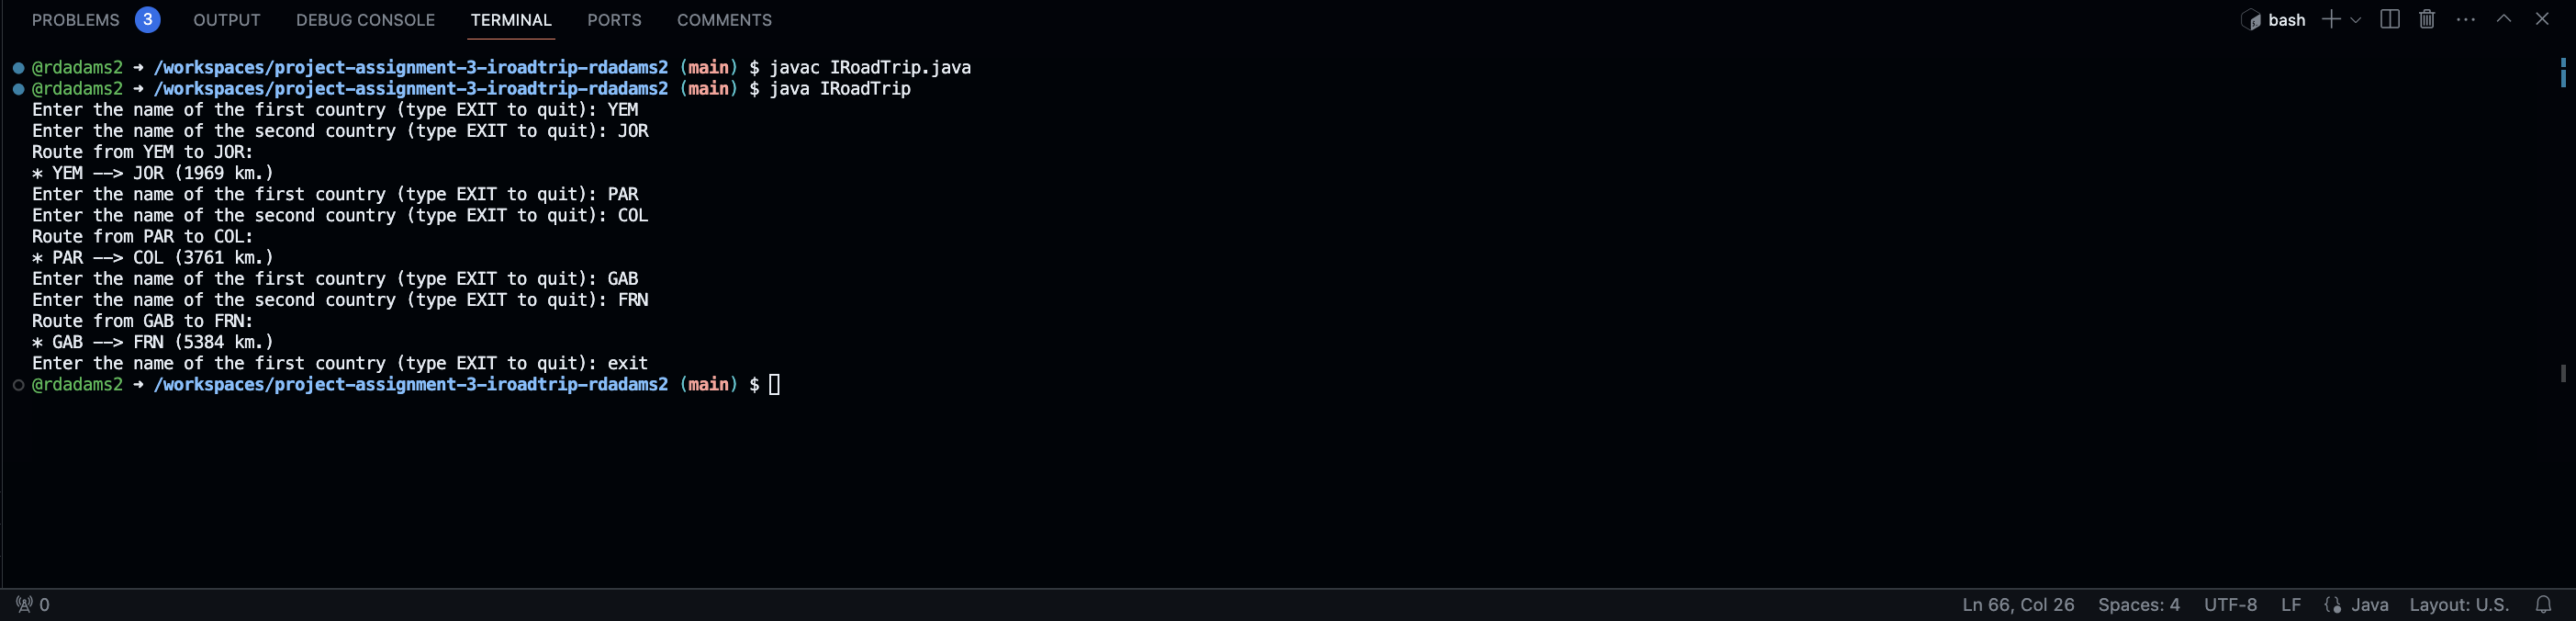 PROBLEMS 3 OUTPUT DEBUG CONSOLE TERMINAL PORTS COMMENTS bash
@rdadams2 → /workspaces/project-assignment-3-iroadtrip-rdadams2 (main) $ javac IRoadTrip.java
@rdadams2 → /workspaces/project-assignment-3-iroadtrip-rdadams2 (main) $ java IRoadTrip
Enter the name of the first country (type EXIT to quit): YEM
Enter the name of the second country (type EXIT to quit): JOR
Route from YEM to JOR:
* YEM --> JOR (1969 km.)
Enter the name of the first country (type EXIT to quit): PAR
Enter the name of the second country (type EXIT to quit): COL
Route from PAR to COL:
* PAR --> COL (3761 km.)
Enter the name of the first country (type EXIT to quit): GAB
Enter the name of the second country (type EXIT to quit): FRN
Route from GAB to FRN:
* GAB --> FRN (5384 km.)
Enter the name of the first country (type EXIT to quit): exit
@rdadams2 → /workspaces/project-assignment-3-iroadtrip-rdadams2 (main) $
0 Ln 66, Col 26 Spaces: 4 UTF-8 LF Java Layout: U.S.